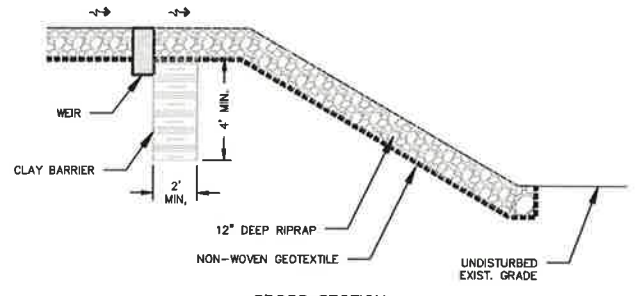 WEIR
4' MIN.
CLAY BARRIER
2'
MIN.
12" DEEP RIPRAP
NON-WOVEN GEOTEXTILE
UNDISTURBED
EXIST. GRADE